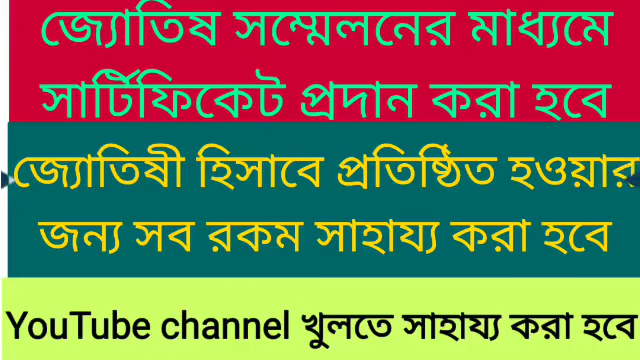 জ্যোতিষ সম্মেলনের মাধ্যমে
সার্টিফিকেট প্রদান করা হবে
জ্যোতিষী হিসাবে প্রতিষ্ঠিত হওয়ার
জন্য সব রকম সাহায্য করা হবে
YouTube channel খুলতে সাহায্য করা হবে